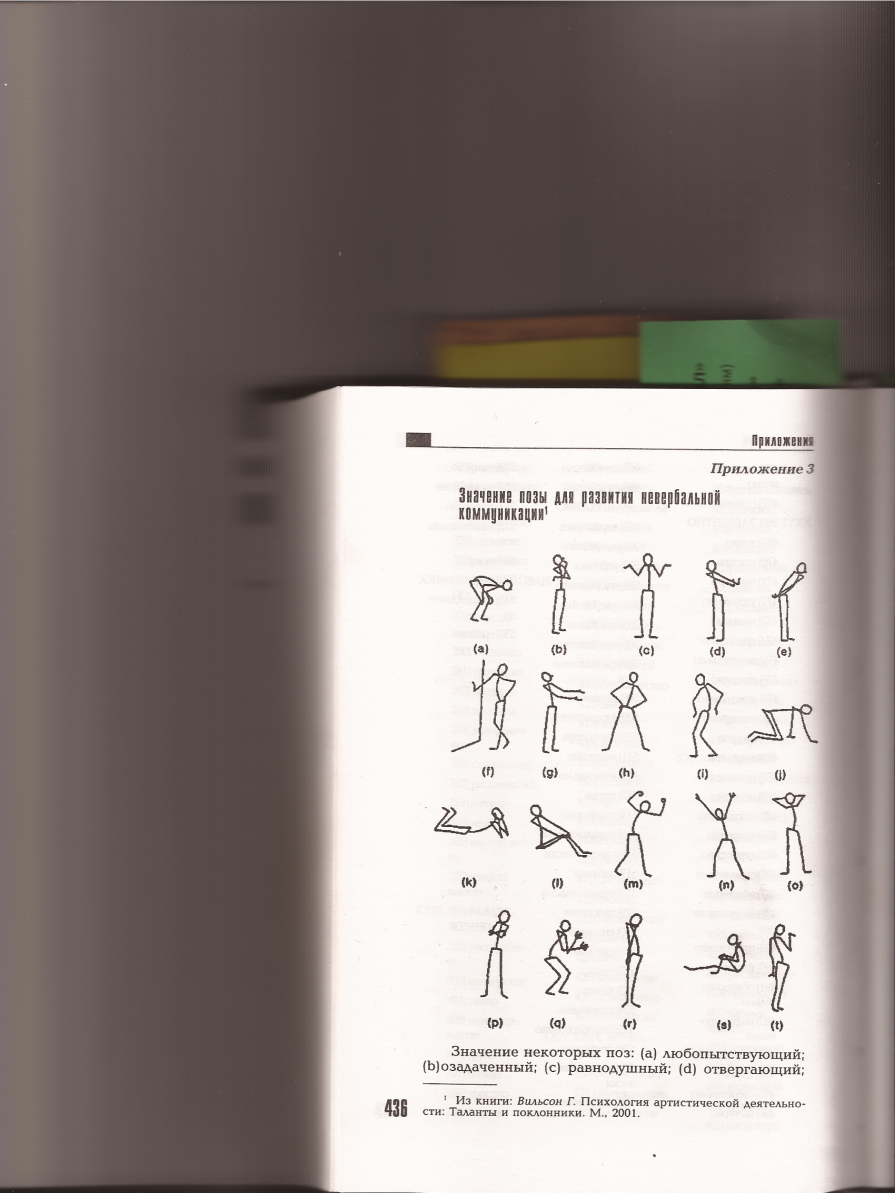 Приложения
Приложение 3
Значение позы для развития невербальной
коммуникации¹
(a) (b) (c) (d) (e)
(f) (g) (h) (i) (j)
(k) (l) (m) (n) (o)
(p) (q) (r) (s) (t)
Значение некоторых поз: (a) любопытствующий;
(b)озадаченный; (c) равнодушный; (d) отвергающий;
¹ Из книги: Вильсон Г. Психология артистической деятельно-
сти: Таланты и поклонники. М., 2001.
436